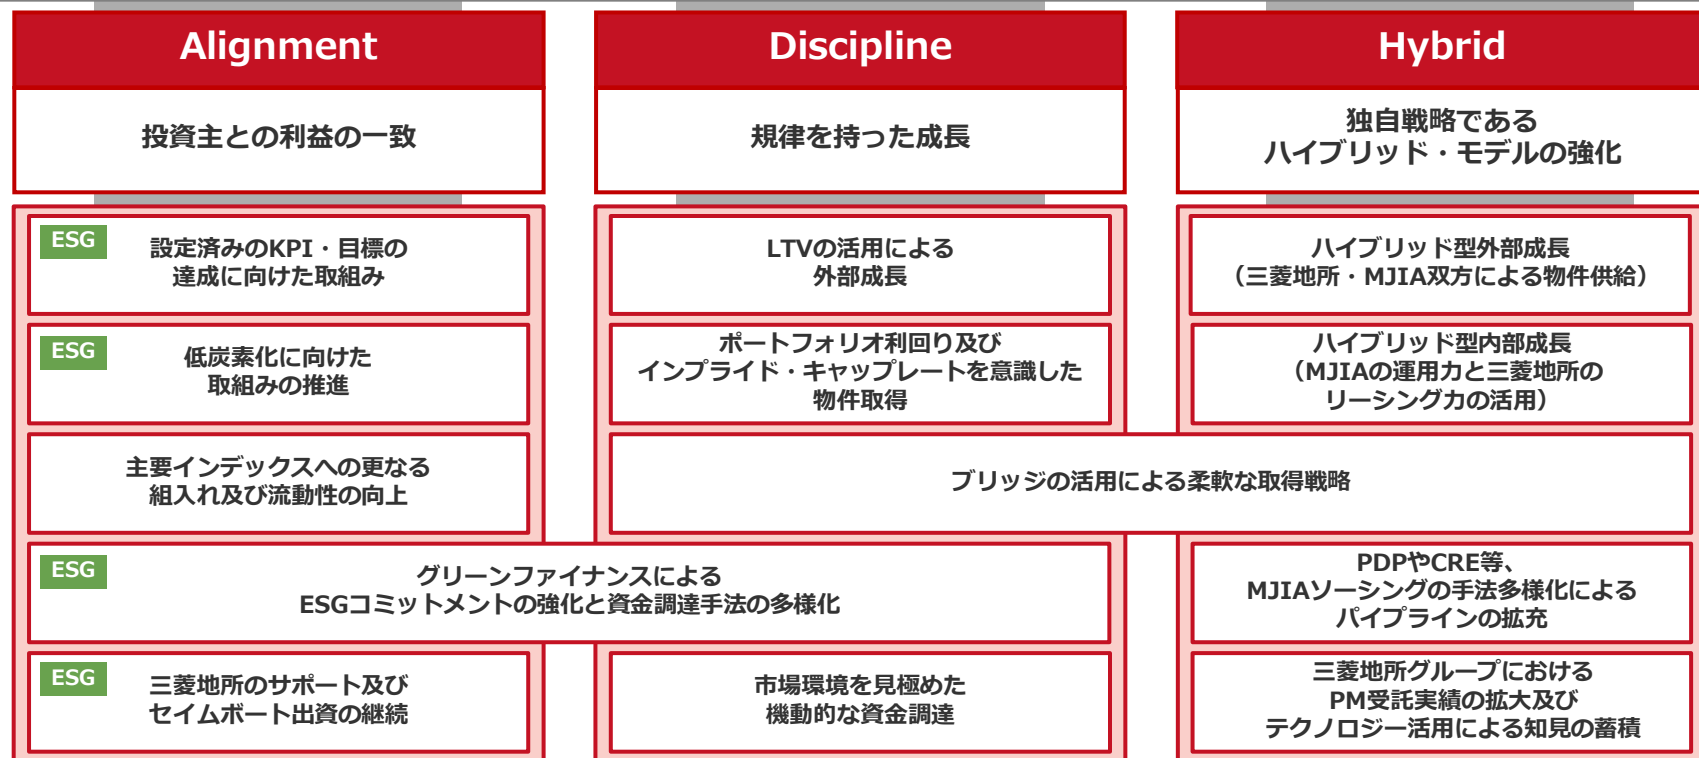 Alignment
投資主との利益の一致
ESG
設定済みのKPI・目標の
達成に向けた取組み
ESG
低炭素化に向けた
取組みの推進
主要インデックスへの更なる
組入れ及び流動性の向上
ESG
グリーンファイナンスによる
ESGコミットメントの強化と資金調達手法の多様化
ESG
三菱地所のサポート及び
セイムボート出資の継続
Discipline
規律を持った成長
LTVの活用による
外部成長
ポートフォリオ利回り及び
インプライド・キャップレートを意識した
物件取得
ブリッジの活用による柔軟な取得戦略
市場環境を見極めた
機動的な資金調達
Hybrid
独自戦略である
ハイブリッド・モデルの強化
ハイブリッド型外部成長
（三菱地所・MJIA双方による物件供給）
ハイブリッド型内部成長
（MJIAの運用力と三菱地所の
リーシング力の活用）
PDPやCRE等、
MJIAソーシングの手法多様化による
パイプラインの拡充
三菱地所グループにおける
PM受託実績の拡大及び
テクノロジー活用による知見の蓄積